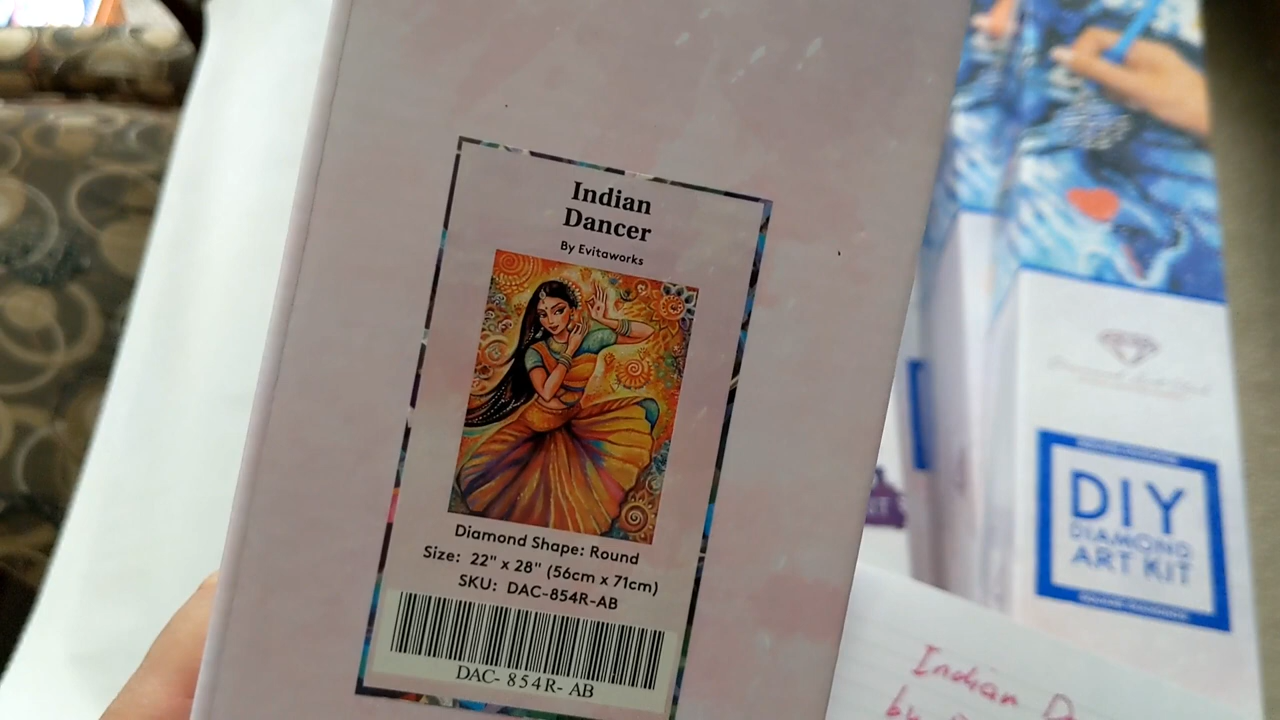 Indian
Dancer
By Evitaworks
Diamond Shape: Round
Size: 22" x 28" (56cm x 71cm)
SKU: DAC-854R-AB
DAC- 854R- AB
DIY
DIAMOND
ART KIT
Indian
by